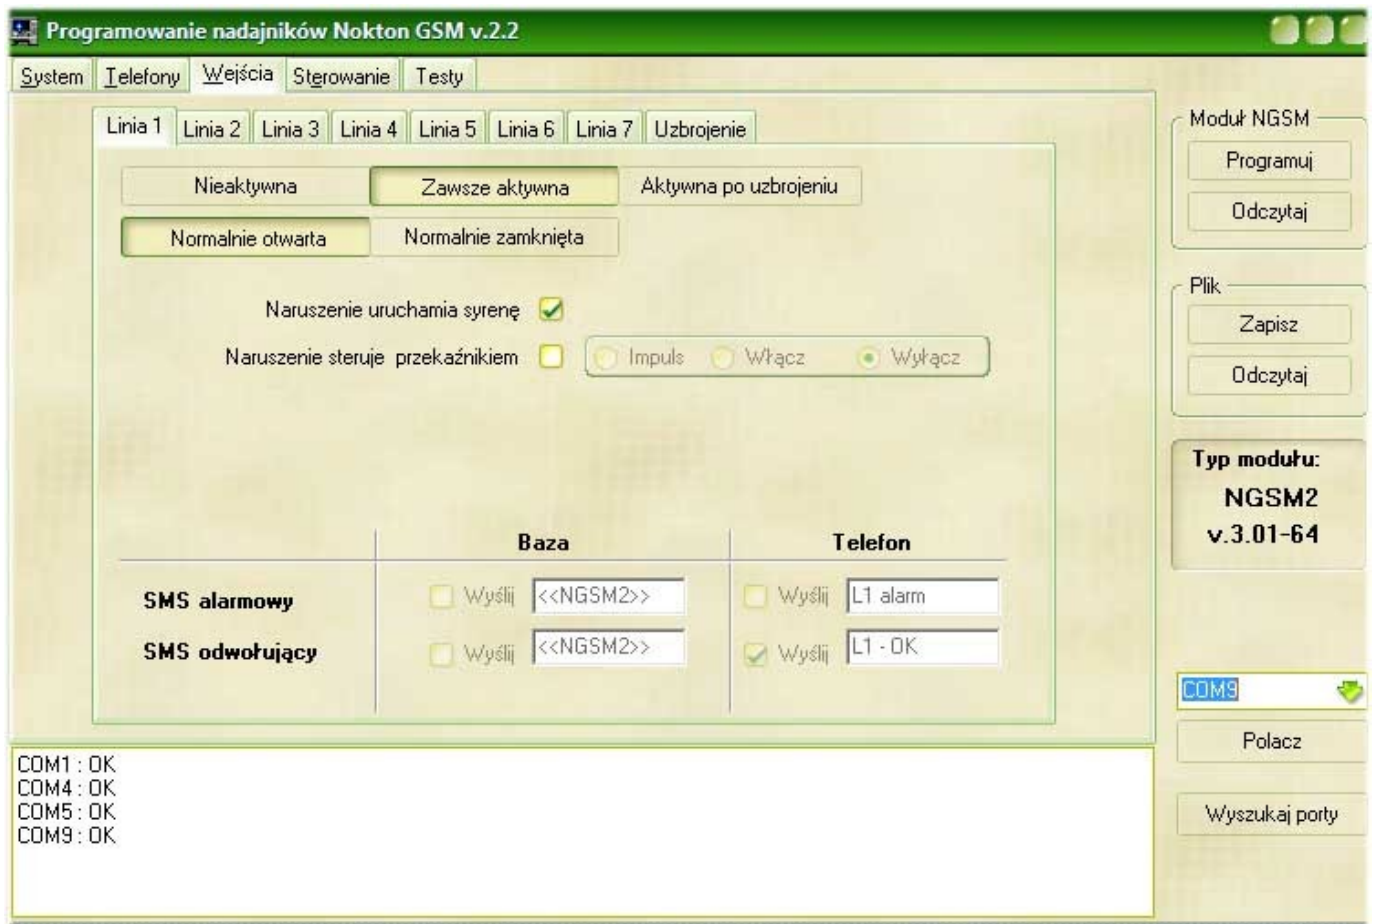 Programowanie nadajników Nokton GSM v.2.2
System Telefony Wejścia Sterowanie Testy
Linia 1 Linia 2 Linia 3 Linia 4 Linia 5 Linia 6 Linia 7 Uzbrojenie
Nieaktywna Zawsze aktywna Aktywna po uzbrojeniu
Normalnie otwarta Normalnie zamknięta
Naruszenie uruchamia syrenę
Naruszenie steruje przekaźnikiem Impuls Włącz Wyłącz
Baza Telefon
SMS alarmowy Wyślij <<NGSM2>> Wyślij L1 alarm
SMS odwołujący Wyślij <<NGSM2>> Wyślij L1 - OK
Moduł NGSM
Programuj
Odczytaj
Plik
Zapisz
Odczytaj
Typ modułu:
NGSM2
v.3.01-64
COM9
Polacz
Wyszukaj porty
COM1 : OK
COM4 : OK
COM5 : OK
COM9 : OK